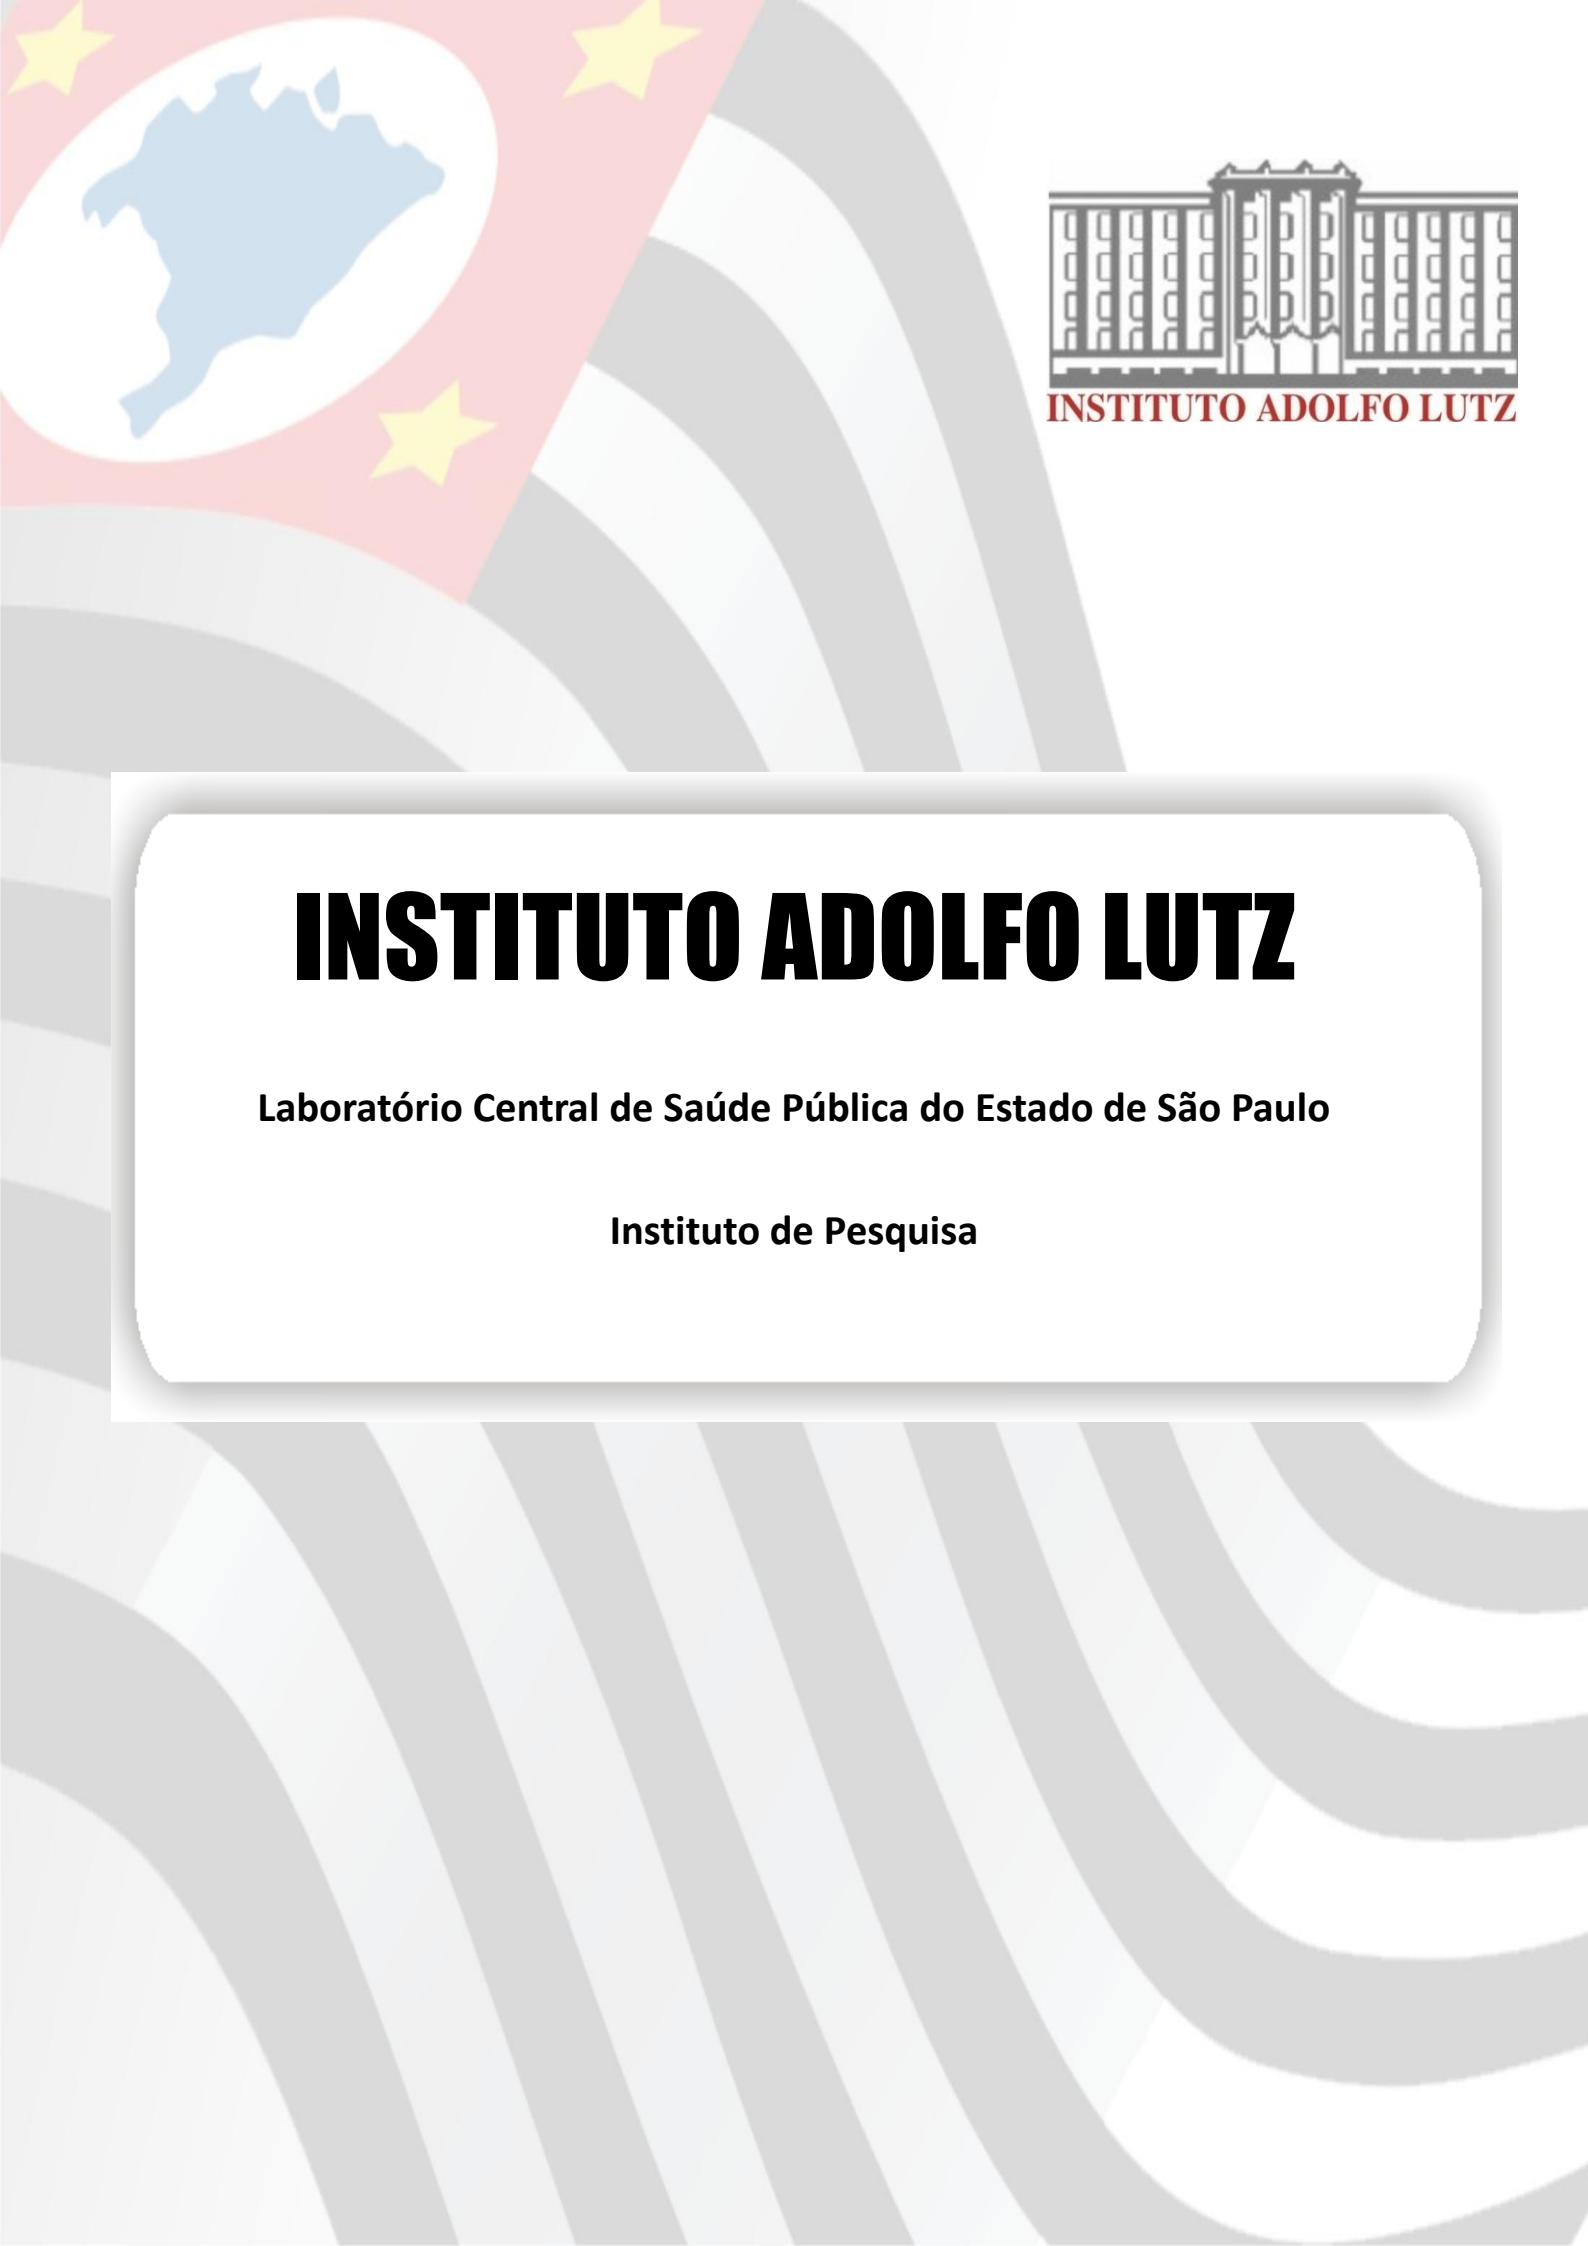 INSTITUTO ADOLFO LUTZ
INSTITUTO ADOLFO LUTZ
Laboratório Central de Saúde Pública do Estado de São Paulo
Instituto de Pesquisa